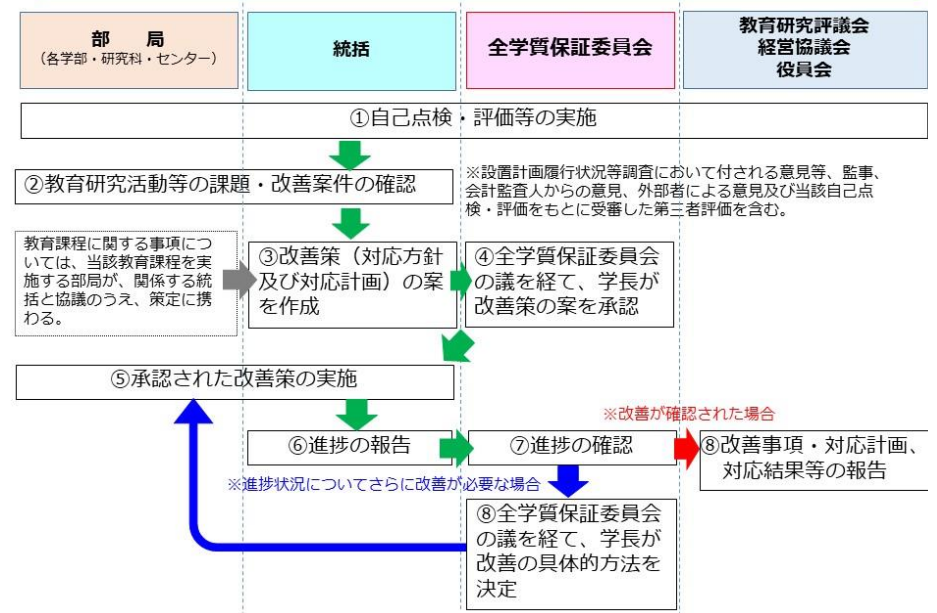 部　局
（各学部・研究科・センター）
統括
全学質保証委員会
教育研究評議会
経営協議会
役員会
①自己点検・評価等の実施
②教育研究活動等の課題・改善案件の確認
※設置計画履行状況等調査において付される意見等、監事、
会計監査人からの意見、外部者による意見及び当該自己点
検・評価をもとに受審した第三者評価を含む。
教育課程に関する事項につい
ては、当該教育課程を実
施する部局が、関係する統
括と協議のうえ、策定に携
わる。
③改善策（対応方針
及び対応計画）の案
を作成
④全学質保証委員会
の議を経て、学長が
改善策の案を承認
⑤承認された改善策の実施
※改善が確認された場合
⑥進捗の報告
⑦進捗の確認
⑧改善事項・対応計画、
対応結果等の報告
※進捗状況についてさらに改善が必要な場合
⑧全学質保証委員会
の議を経て、学長が
改善の具体的方法を
決定